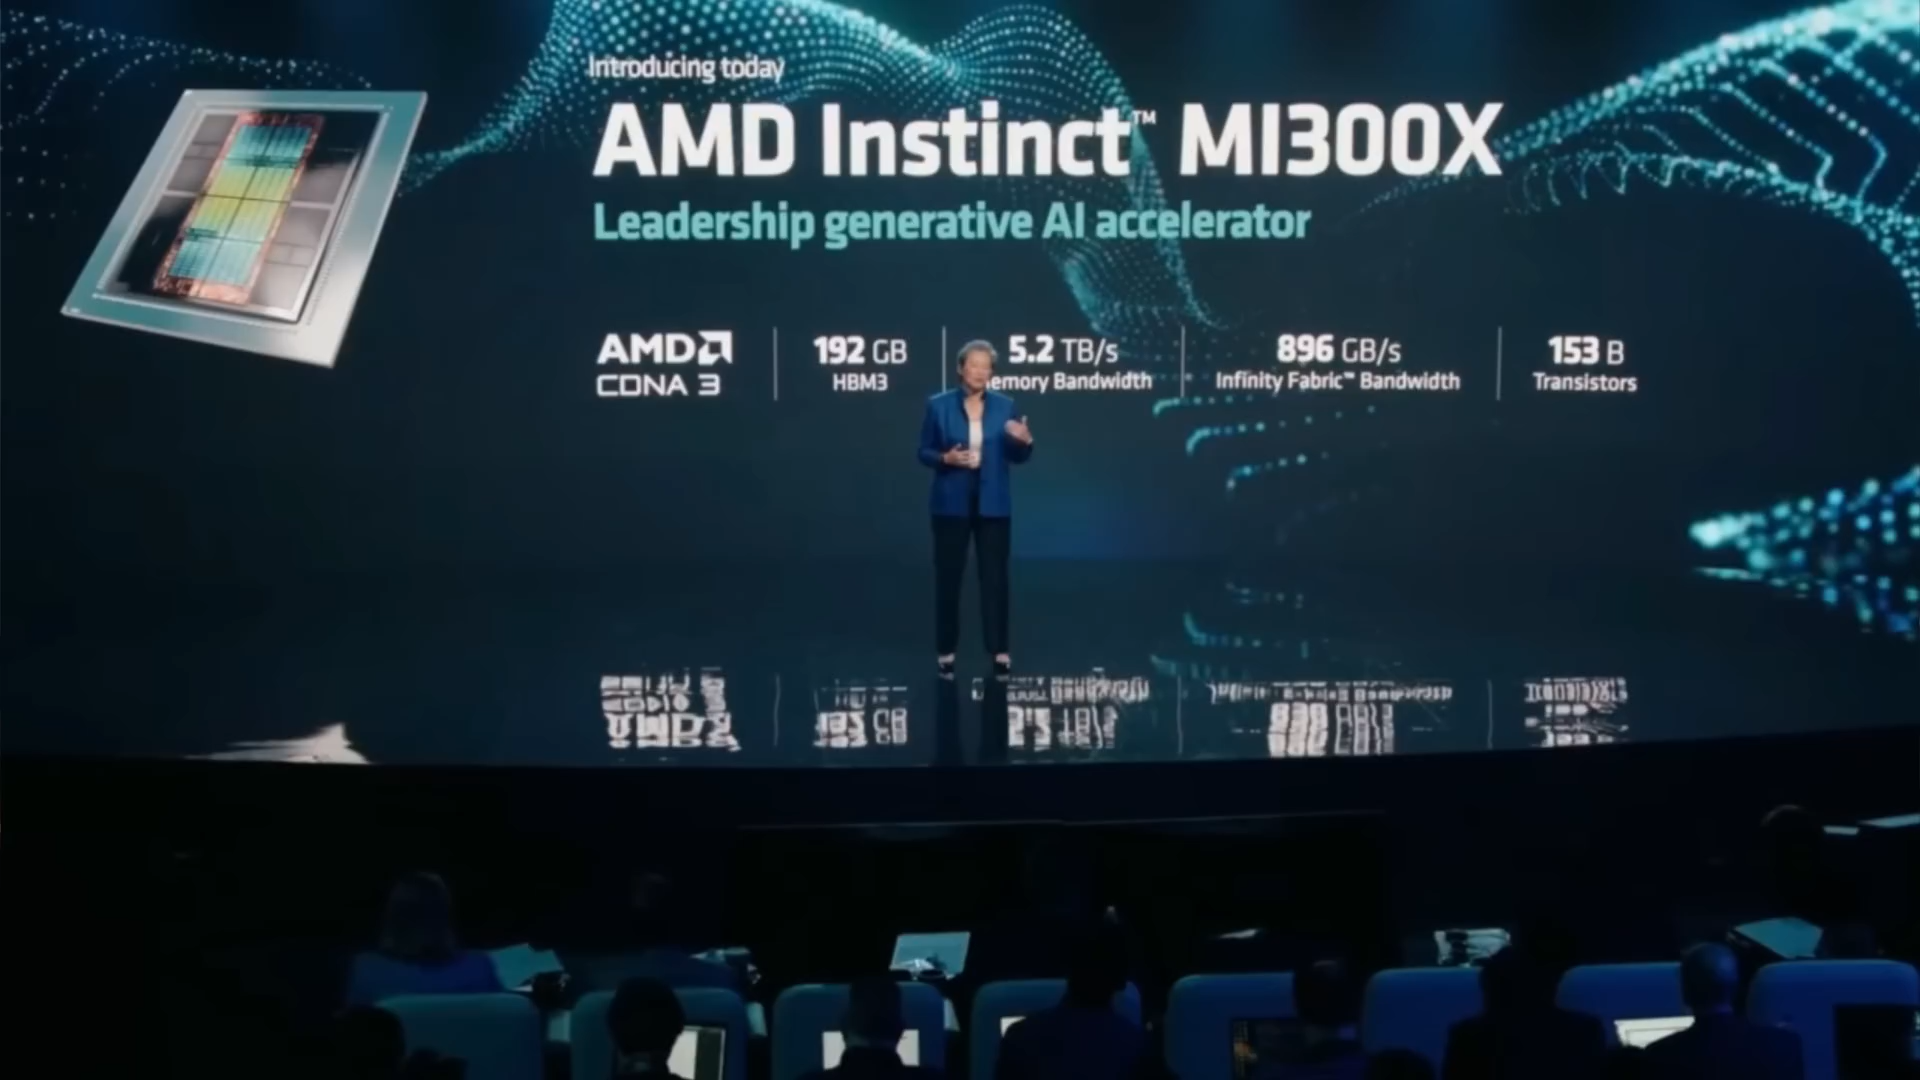 Introducing today
AMD Instinct™ MI300X
Leadership generative AI accelerator
AMD
CDNA 3
192 GB
HBM3
5.2 TB/s
Bandwidth
896 GB/s
Infinity Fabric™ Bandwidth
153 B
Transistors